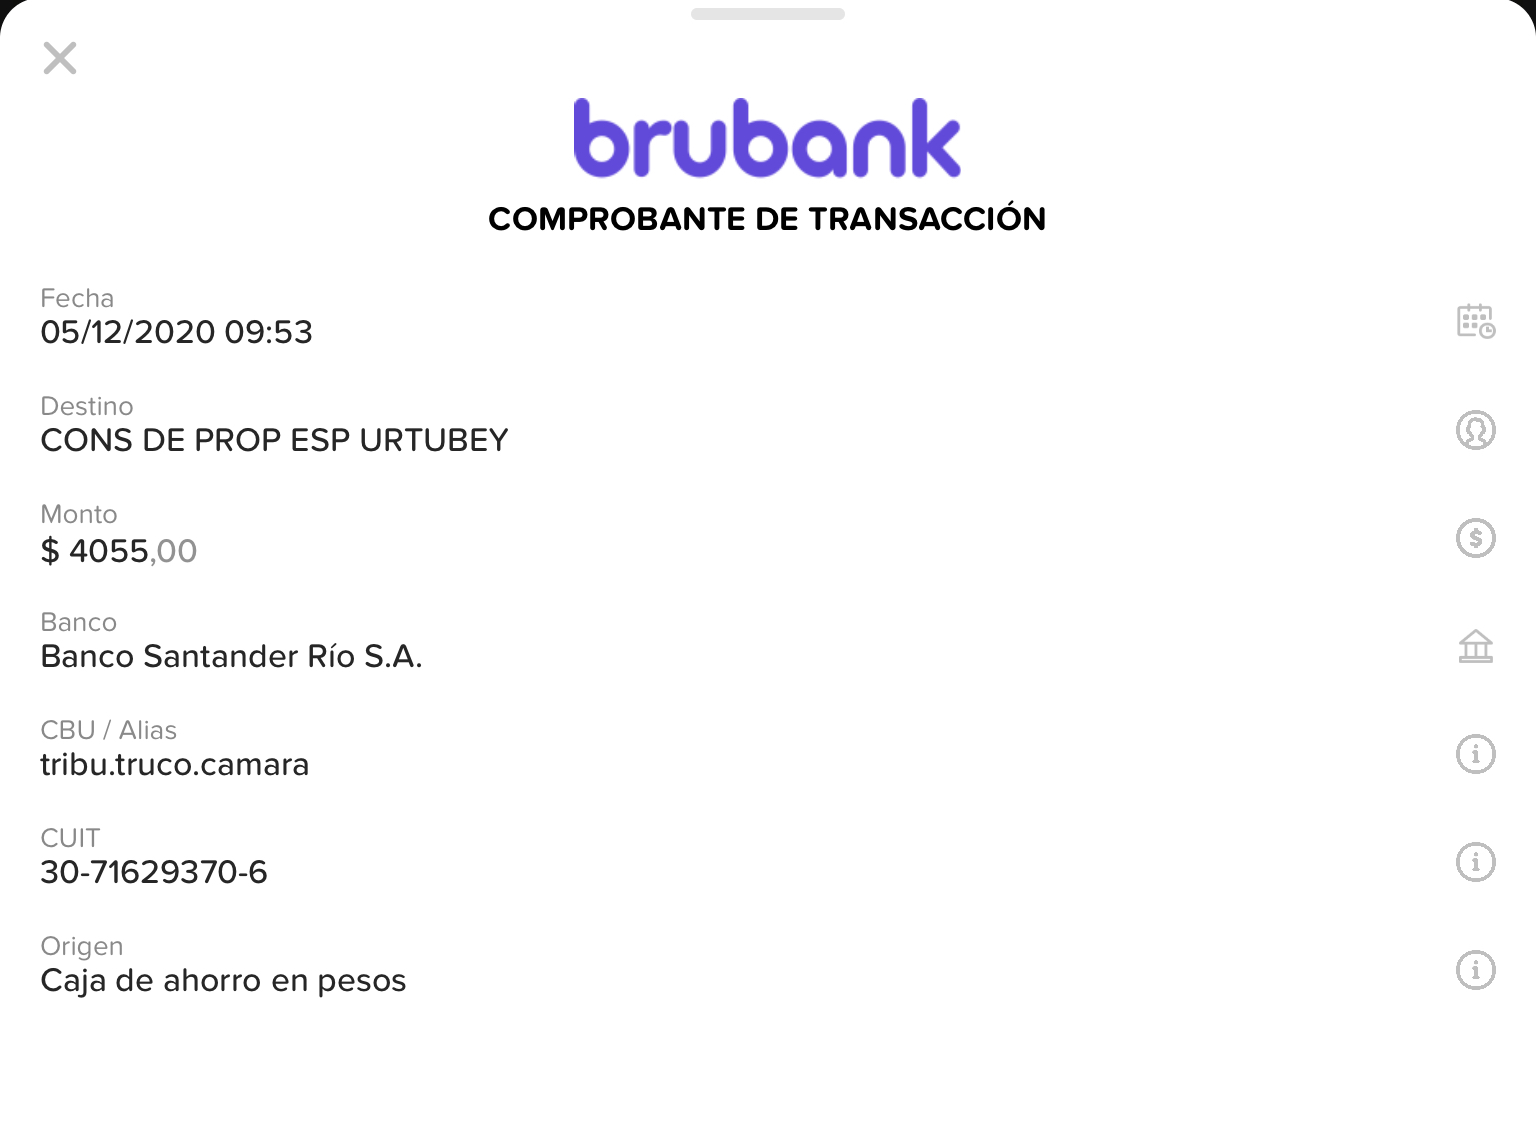 brubank
COMPROBANTE DE TRANSACCIÓN
Fecha
05/12/2020 09:53
Destino
CONS DE PROP ESP URTUBEY
Monto
$ 4055,00
Banco
Banco Santander Río S.A.
CBU / Alias
tribu.truco.camara
CUIT
30-71629370-6
Origen
Caja de ahorro en pesos